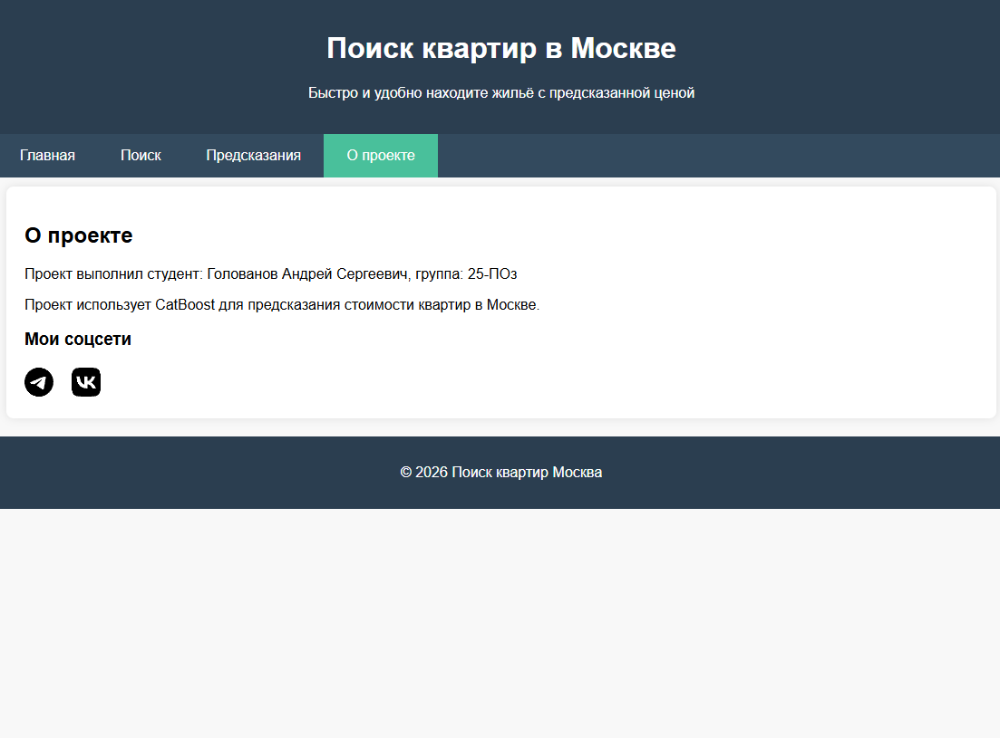 Поиск квартир в Москве
Быстро и удобно находите жильё с предсказанной ценой
Главная Поиск Предсказания О проекте
О проекте
Проект выполнил студент: Голованов Андрей Сергеевич, группа: 25-ПОз
Проект использует CatBoost для предсказания стоимости квартир в Москве.
Мои соцсети
© 2026 Поиск квартир Москва